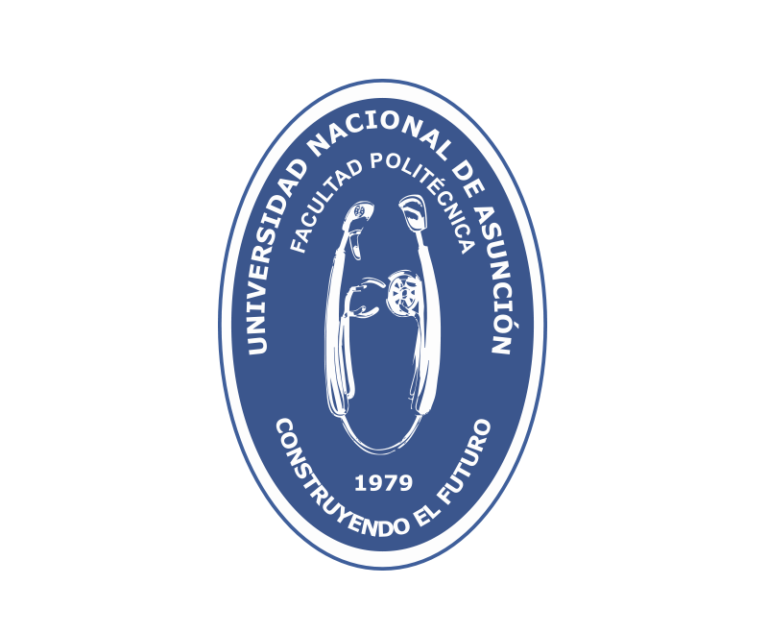 UNIVERSIDAD NACIONAL DE ASUNCIÓN
FACULTAD POLITÉCNICA
1979
CONSTRUYENDO EL FUTURO